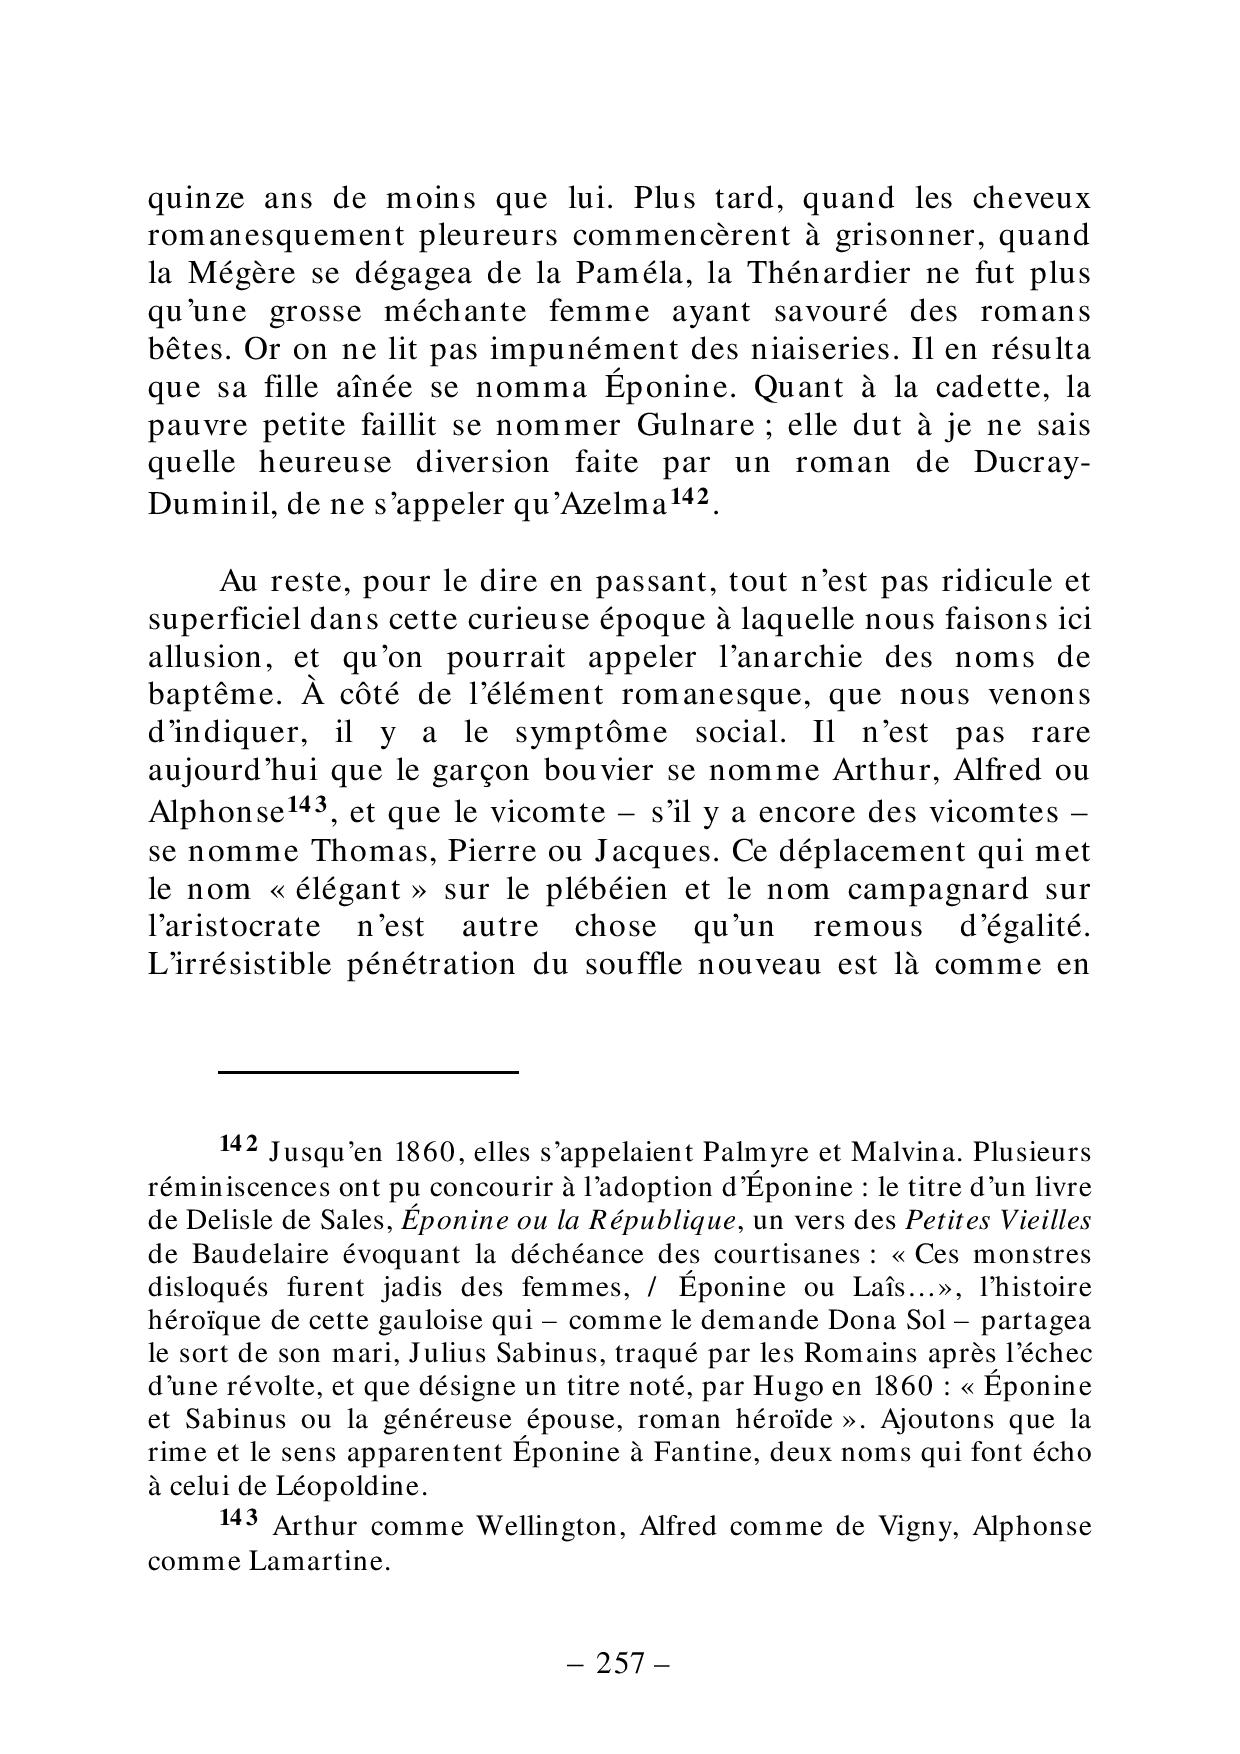 quinze ans de moins que lui. Plus tard, quand les cheveux
romanesquement pleureurs commencèrent à grisonner, quand
la Mégère se dégagea de la Paméla, la Thénardier ne fut plus
qu’une grosse méchante femme ayant savouré des romans
bêtes. Or on ne lit pas impunément des niaiseries. Il en résulta
que sa fille aînée se nomma Éponine. Quant à la cadette, la
pauvre petite faillit se nommer Gulnare ; elle dut à je ne sais
quelle heureuse diversion faite par un roman de Ducray-
Duminil, de ne s’appeler qu’Azelma142.
Au reste, pour le dire en passant, tout n’est pas ridicule et
superficiel dans cette curieuse époque à laquelle nous faisons ici
allusion, et qu’on pourrait appeler l’anarchie des noms de
baptême. À côté de l’élément romanesque, que nous venons
d’indiquer, il y a le symptôme social. Il n’est pas rare
aujourd’hui que le garçon bouvier se nomme Arthur, Alfred ou
Alphonse143, et que le vicomte – s’il y a encore des vicomtes –
se nomme Thomas, Pierre ou Jacques. Ce déplacement qui met
le nom « élégant » sur le plébéien et le nom campagnard sur
l’aristocrate n’est autre chose qu’un remous d’égalité.
L’irrésistible pénétration du souffle nouveau est là comme en
142 Jusqu’en 1860, elles s’appelaient Palmyre et Malvina. Plusieurs
réminiscences ont pu concourir à l’adoption d’Éponine : le titre d’un livre
de Delisle de Sales, Éponine ou la République, un vers des Petites Vieilles
de Baudelaire évoquant la déchéance des courtisanes : « Ces monstres
disloqués furent jadis des femmes, / Éponine ou Laîs…», l’histoire
héroïque de cette gauloise qui – comme le demande Dona Sol – partagea
le sort de son mari, Julius Sabinus, traqué par les Romains après l’échec
d’une révolte, et que désigne un titre noté, par Hugo en 1860 : « Éponine
et Sabinus ou la généreuse épouse, roman héroïde ». Ajoutons que la
rime et le sens apparentent Éponine à Fantine, deux noms qui font écho
à celui de Léopoldine.
143 Arthur comme Wellington, Alfred comme de Vigny, Alphonse
comme Lamartine.
– 257 –